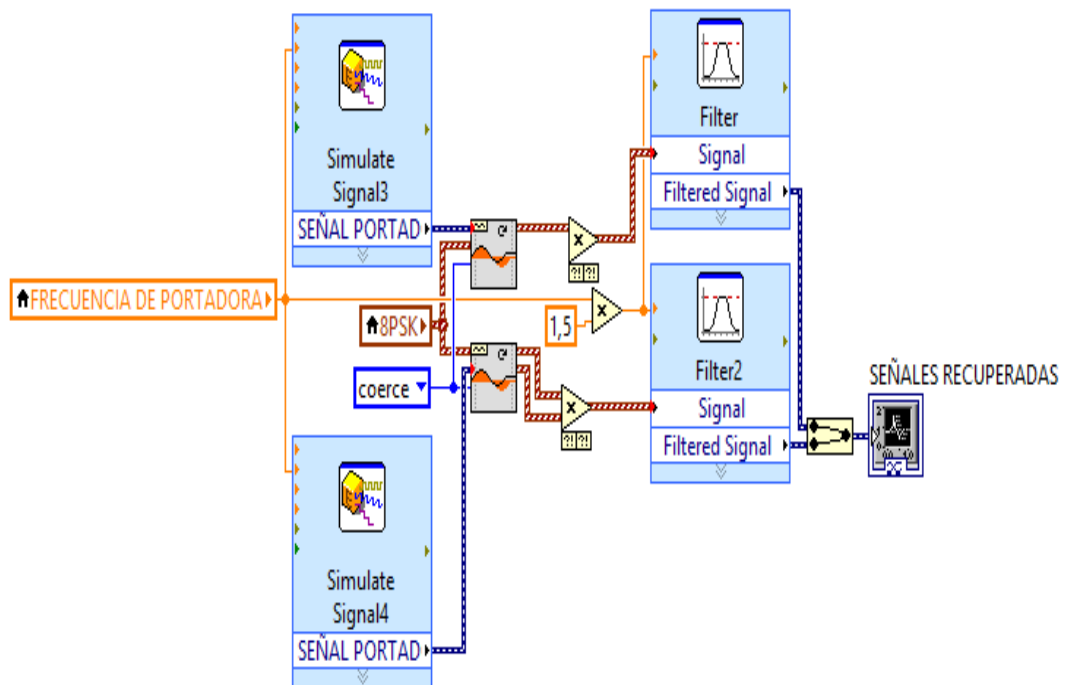 Simulate
Signal3
SEÑAL PORTAD
FRECUENCIA DE PORTADORA
8PSK
coerce
1,5
Simulate
Signal4
SEÑAL PORTAD
Filter
Signal
Filtered Signal
Filter2
Signal
Filtered Signal
SEÑALES RECUPERADAS